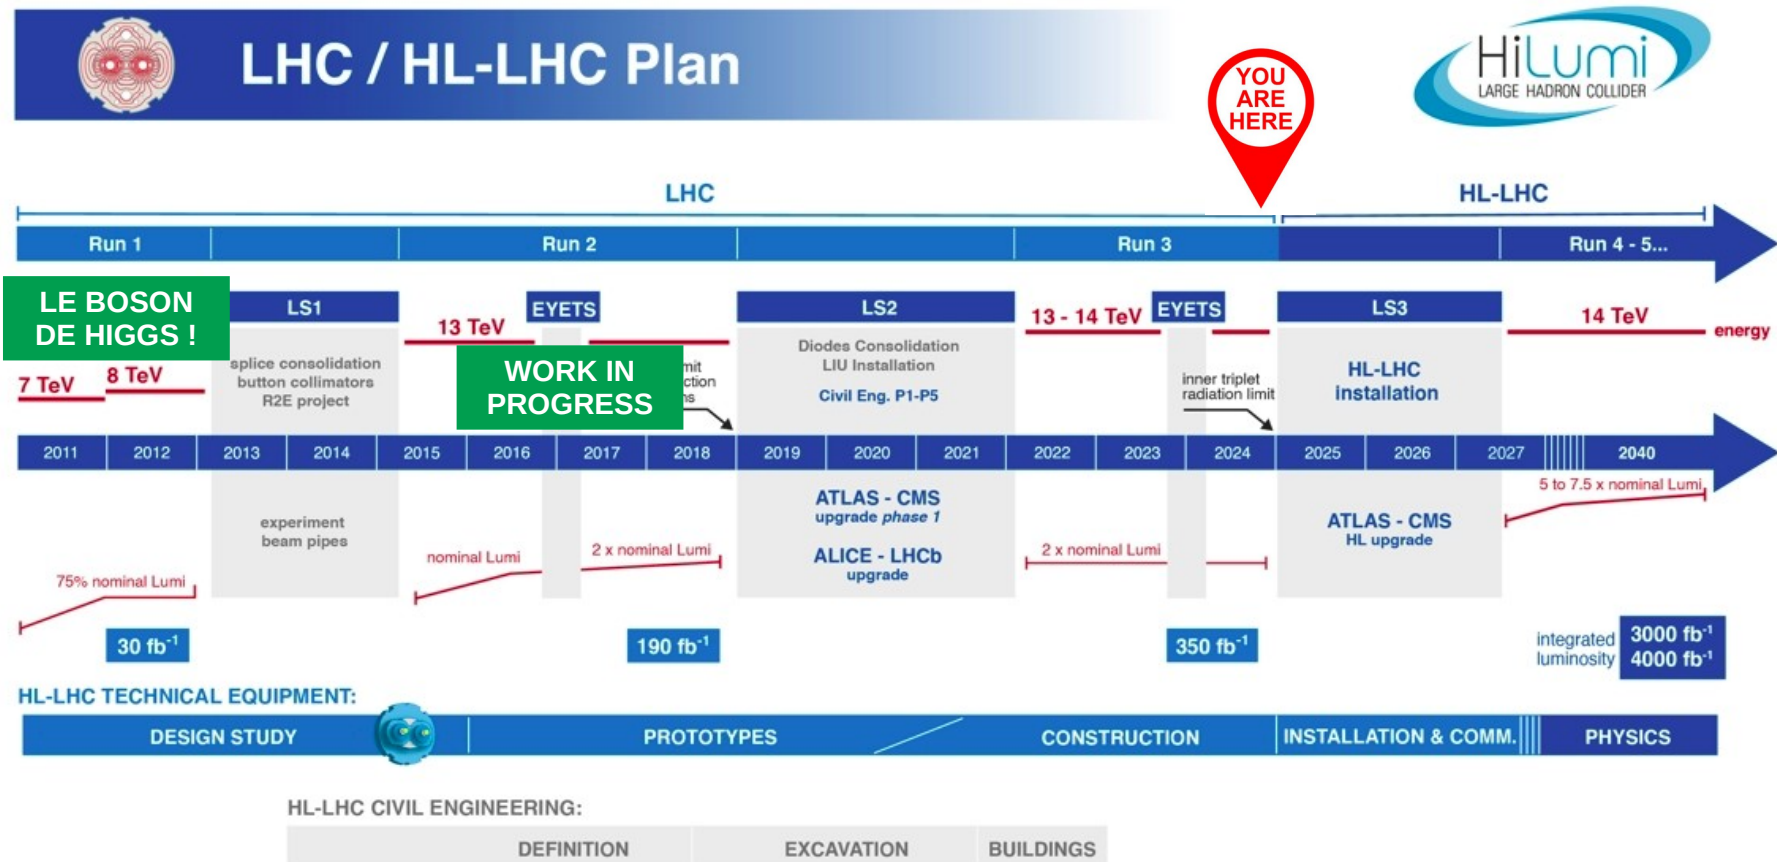 LHC / HL-LHC Plan
YOU
ARE
HERE
HiLumi
LARGE HADRON COLLIDER
LHC
HL-LHC
Run 1
Run 2
Run 3
Run 4 - 5...
LE BOSON
DE HIGGS !
LS1
EYETS
LS2
EYETS
LS3
13 TeV
13 - 14 TeV
14 TeV
energy
7 TeV
8 TeV
splice consolidation
button collimators
R2E project
WORK IN
PROGRESS
Diodes Consolidation
LIU Installation
Civil Eng. P1-P5
inner triplet
radiation limit
HL-LHC
installation
2011 2012 2013 2014 2015 2016 2017 2018 2019 2020 2021 2022 2023 2024 2025 2026 2027 2040
experiment
beam pipes
ATLAS - CMS
upgrade phase 1
ALICE - LHCb
upgrade
ATLAS - CMS
HL upgrade
75% nominal Lumi
nominal Lumi
2 x nominal Lumi
2 x nominal Lumi
5 to 7.5 x nominal Lumi
30 fb⁻¹
190 fb⁻¹
350 fb⁻¹
integrated
luminosity
3000 fb⁻¹
4000 fb⁻¹
HL-LHC TECHNICAL EQUIPMENT:
DESIGN STUDY
PROTOTYPES
CONSTRUCTION
INSTALLATION & COMM.
PHYSICS
HL-LHC CIVIL ENGINEERING:
DEFINITION
EXCAVATION
BUILDINGS